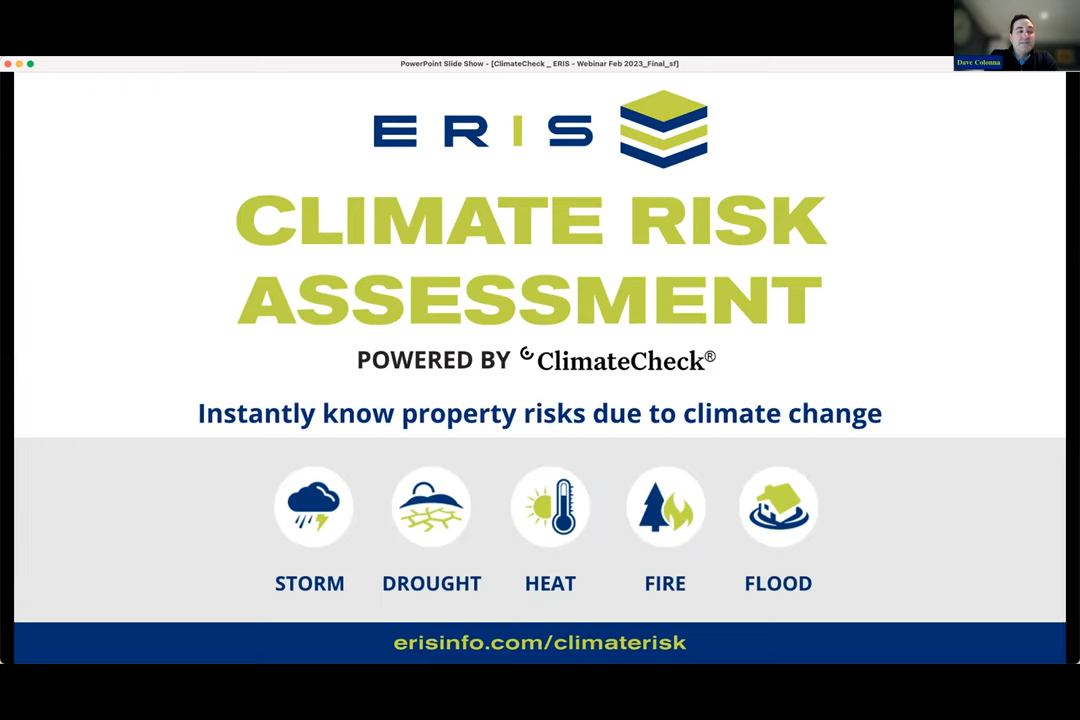 Dave Colonna
PowerPoint Slide Show - [ClimateCheck _ ERIS - Webinar Feb 2023_Final_sf]
ERIS
CLIMATE RISK
ASSESSMENT
POWERED BY ClimateCheck®
Instantly know property risks due to climate change
STORM DROUGHT HEAT FIRE FLOOD
erisinfo.com/climaterisk